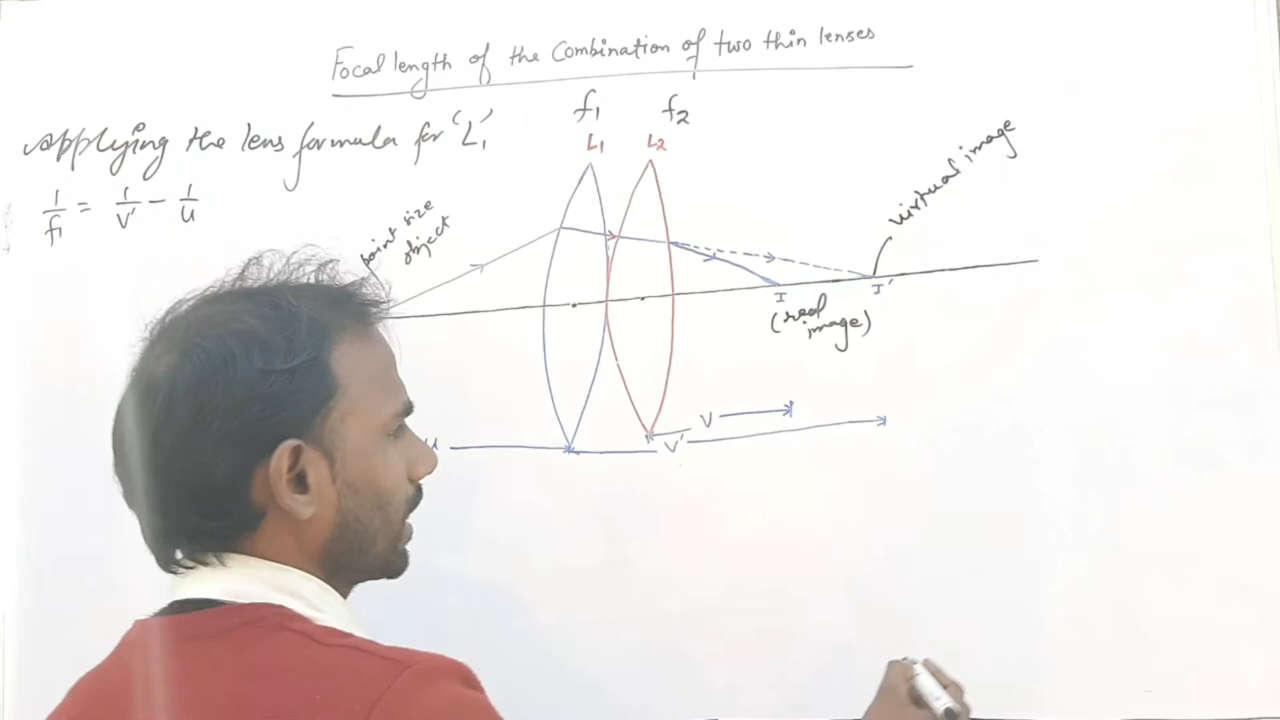 Focal length of the Combination of two thin lenses
Applying the lens formula for 'L₁'
1/f₁ = 1/v' - 1/u
f₁ f₂
L₁ L₂
point size
object
virtual image
I I'
(real
image)
u
v
v'